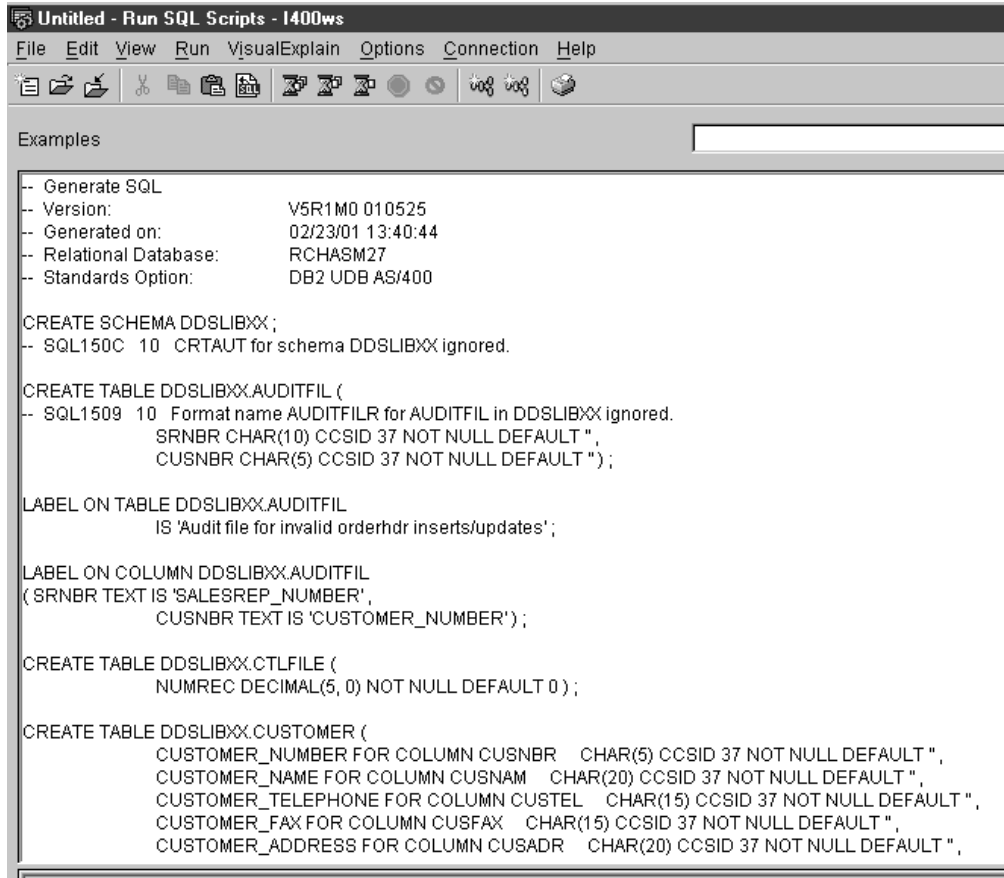 Untitled - Run SQL Scripts - I400ws
File Edit View Run VisualExplain Options Connection Help
Examples
-- Generate SQL
-- Version: V5R1M0 010525
-- Generated on: 02/23/01 13:40:44
-- Relational Database: RCHASM27
-- Standards Option: DB2 UDB AS/400
CREATE SCHEMA DDSLIBXX ;
-- SQL150C 10 CRTAUT for schema DDSLIBXX ignored.
CREATE TABLE DDSLIBXX.AUDITFIL (
-- SQL1509 10 Format name AUDITFILR for AUDITFIL in DDSLIBXX ignored.
SRNBR CHAR(10) CCSID 37 NOT NULL DEFAULT '' ,
CUSNBR CHAR(5) CCSID 37 NOT NULL DEFAULT '' ) ;
LABEL ON TABLE DDSLIBXX.AUDITFIL
IS 'Audit file for invalid orderhdr inserts/updates' ;
LABEL ON COLUMN DDSLIBXX.AUDITFIL
( SRNBR TEXT IS 'SALESREP_NUMBER' ,
CUSNBR TEXT IS 'CUSTOMER_NUMBER' ) ;
CREATE TABLE DDSLIBXX.CTLFILE (
NUMREC DECIMAL(5, 0) NOT NULL DEFAULT 0 ) ;
CREATE TABLE DDSLIBXX.CUSTOMER (
CUSTOMER_NUMBER FOR COLUMN CUSNBR CHAR(5) CCSID 37 NOT NULL DEFAULT '' ,
CUSTOMER_NAME FOR COLUMN CUSNAM CHAR(20) CCSID 37 NOT NULL DEFAULT '' ,
CUSTOMER_TELEPHONE FOR COLUMN CUSTEL CHAR(15) CCSID 37 NOT NULL DEFAULT '' ,
CUSTOMER_FAX FOR COLUMN CUSFAX CHAR(15) CCSID 37 NOT NULL DEFAULT '' ,
CUSTOMER_ADDRESS FOR COLUMN CUSADR CHAR(20) CCSID 37 NOT NULL DEFAULT '' ,